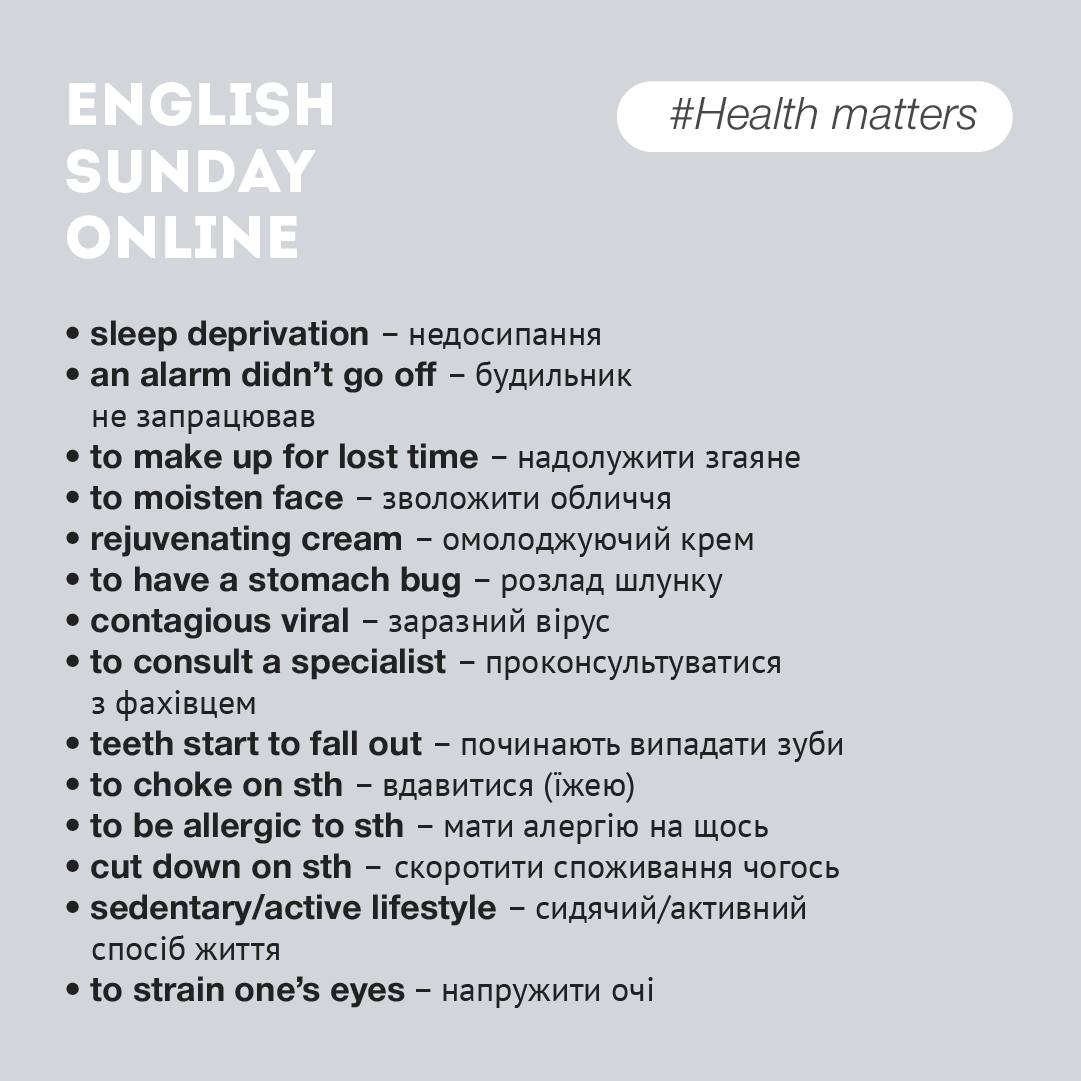 ENGLISH
SUNDAY
ONLINE
#Health matters
• sleep deprivation – недосипання
• an alarm didn’t go off – будильник
не запрацював
• to make up for lost time – надолужити згаяне
• to moisten face – зволожити обличчя
• rejuvenating cream – омолоджуючий крем
• to have a stomach bug – розлад шлунку
• contagious viral – заразний вірус
• to consult a specialist – проконсультуватися
з фахівцем
• teeth start to fall out – починають випадати зуби
• to choke on sth – вдавитися (їжею)
• to be allergic to sth – мати алергію на щось
• cut down on sth – скоротити споживання чогось
• sedentary/active lifestyle – сидячий/активний
спосіб життя
• to strain one’s eyes – напружити очі